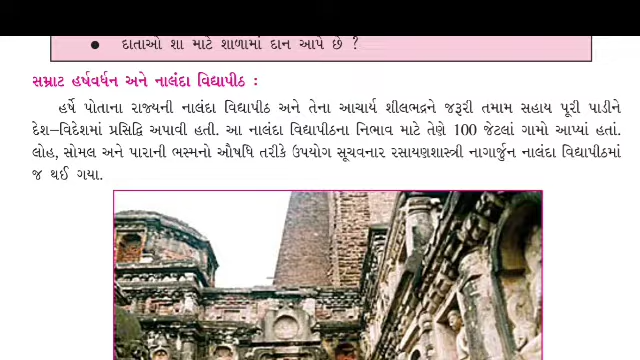 ● દાતાઓ શા માટે શાળામાં દાન આપે છે ?
સમ્રાટ હર્ષવર્ધન અને નાલંદા વિદ્યાપીઠ :
હર્ષે પોતાના રાજ્યની નાલંદા વિદ્યાપીઠ અને તેના આચાર્ય શીલભદ્રને જરૂરી તમામ સહાય પૂરી પાડીને
દેશ–વિદેશમાં પ્રસિદ્વિ અપાવી હતી. આ નાલંદા વિદ્યાપીઠના નિભાવ માટે તેણે 100 જેટલાં ગામો આપ્યાં હતાં.
લોહ, સોમલ અને પારાની ભસ્મનો ઔષધિ તરીકે ઉપયોગ સૂચવનાર રસાયણશાસ્ત્રી નાગાર્જુન નાલંદા વિદ્યાપીઠમાં
જ થઈ ગયા.